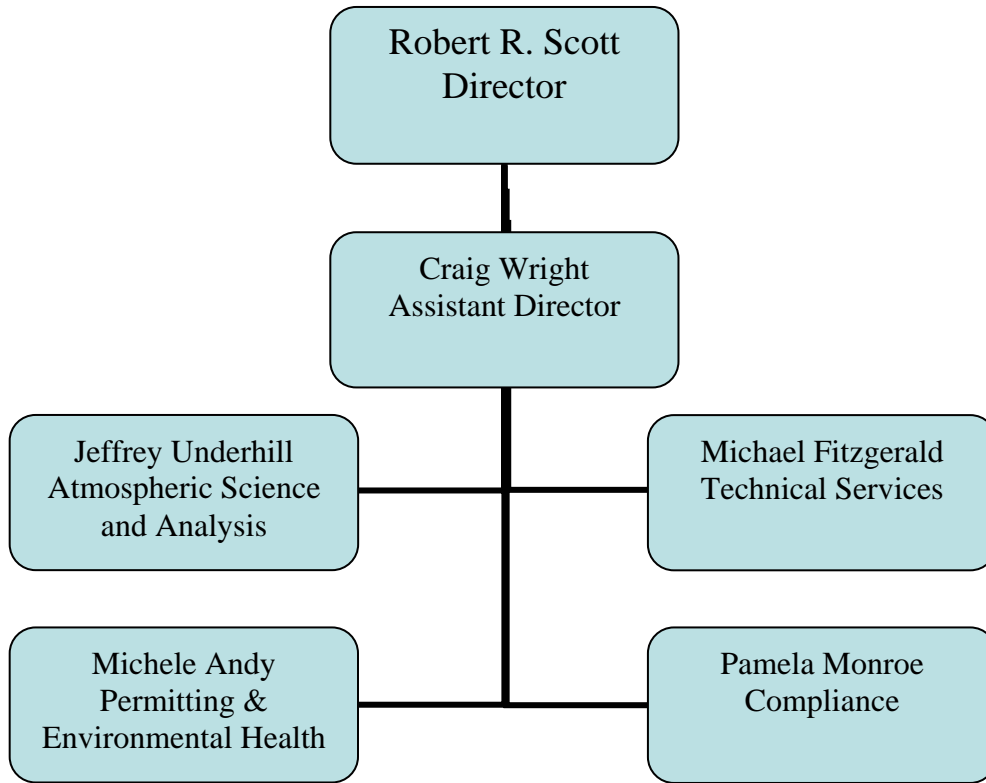 Robert R. Scott
Director
Craig Wright
Assistant Director
Jeffrey Underhill
Atmospheric Science
and Analysis
Michael Fitzgerald
Technical Services
Michele Andy
Permitting &
Environmental Health
Pamela Monroe
Compliance